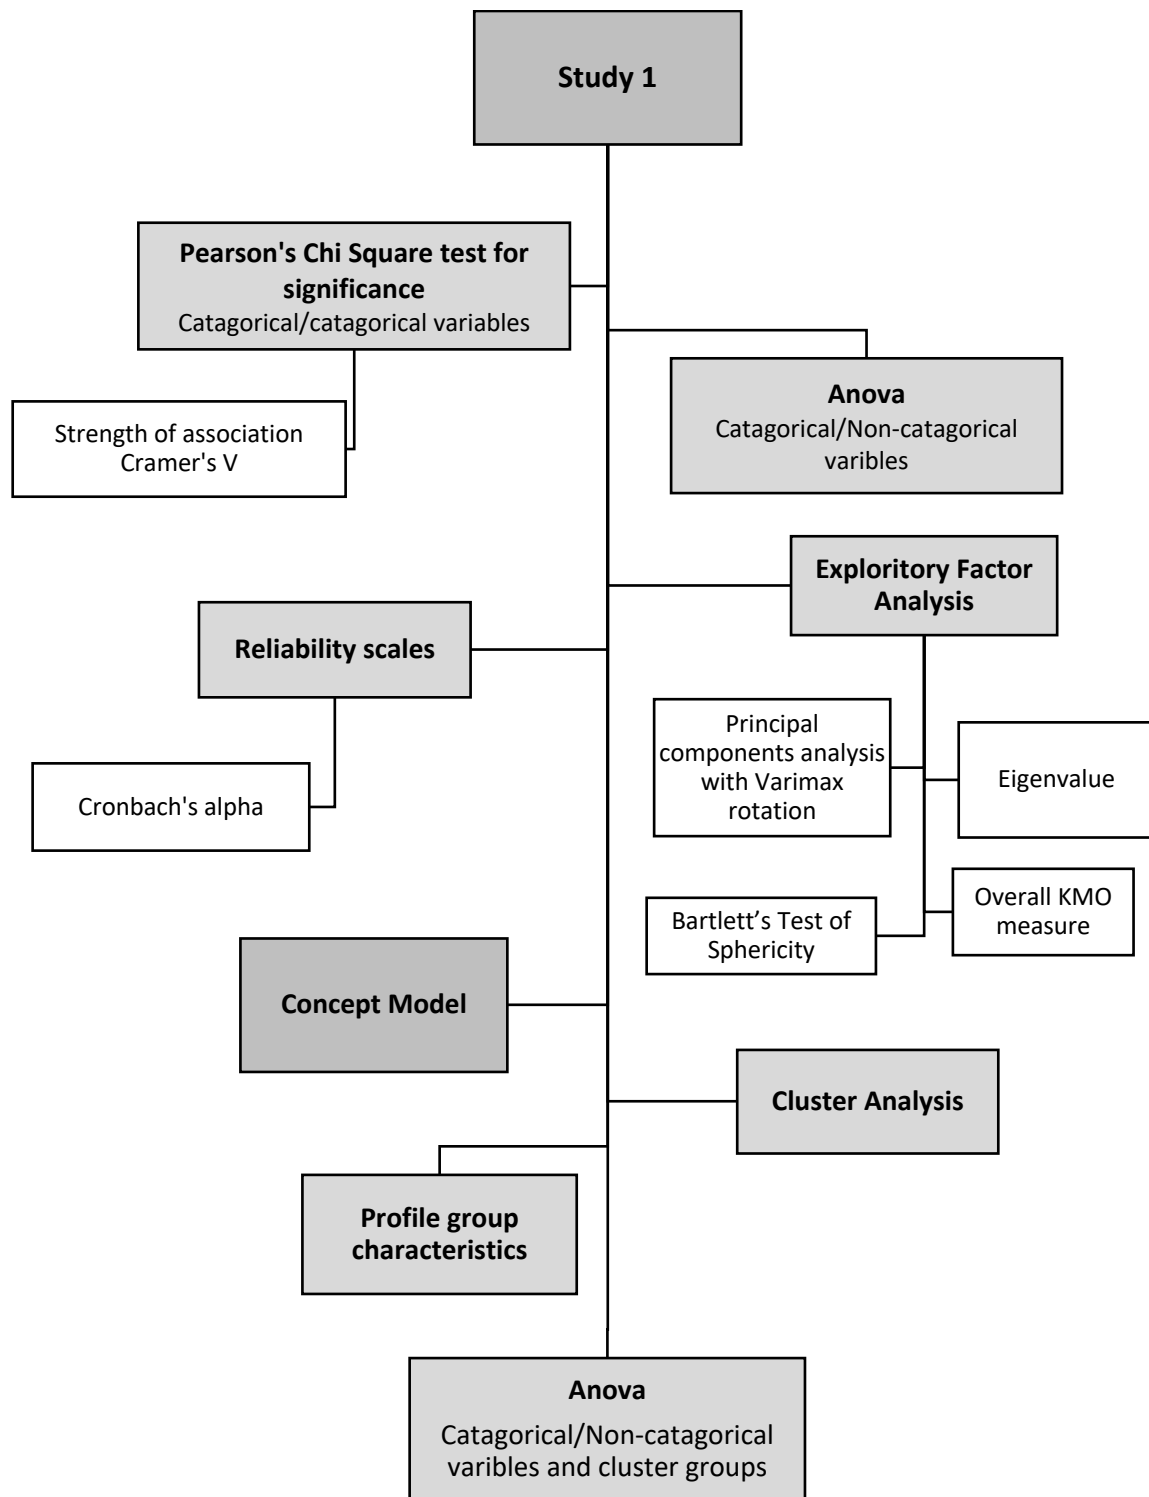 Study 1
Pearson's Chi Square test for
significance
Catagorical/catagorical variables
Anova
Catagorical/Non-catagorical
varibles
Strength of association
Cramer's V
Exploritory Factor
Analysis
Reliability scales
Principal
components analysis
with Varimax
rotation
Eigenvalue
Cronbach's alpha
Overall KMO
measure
Bartlett’s Test of
Sphericity
Concept Model
Cluster Analysis
Profile group
characteristics
Anova
Catagorical/Non-catagorical
varibles and cluster groups